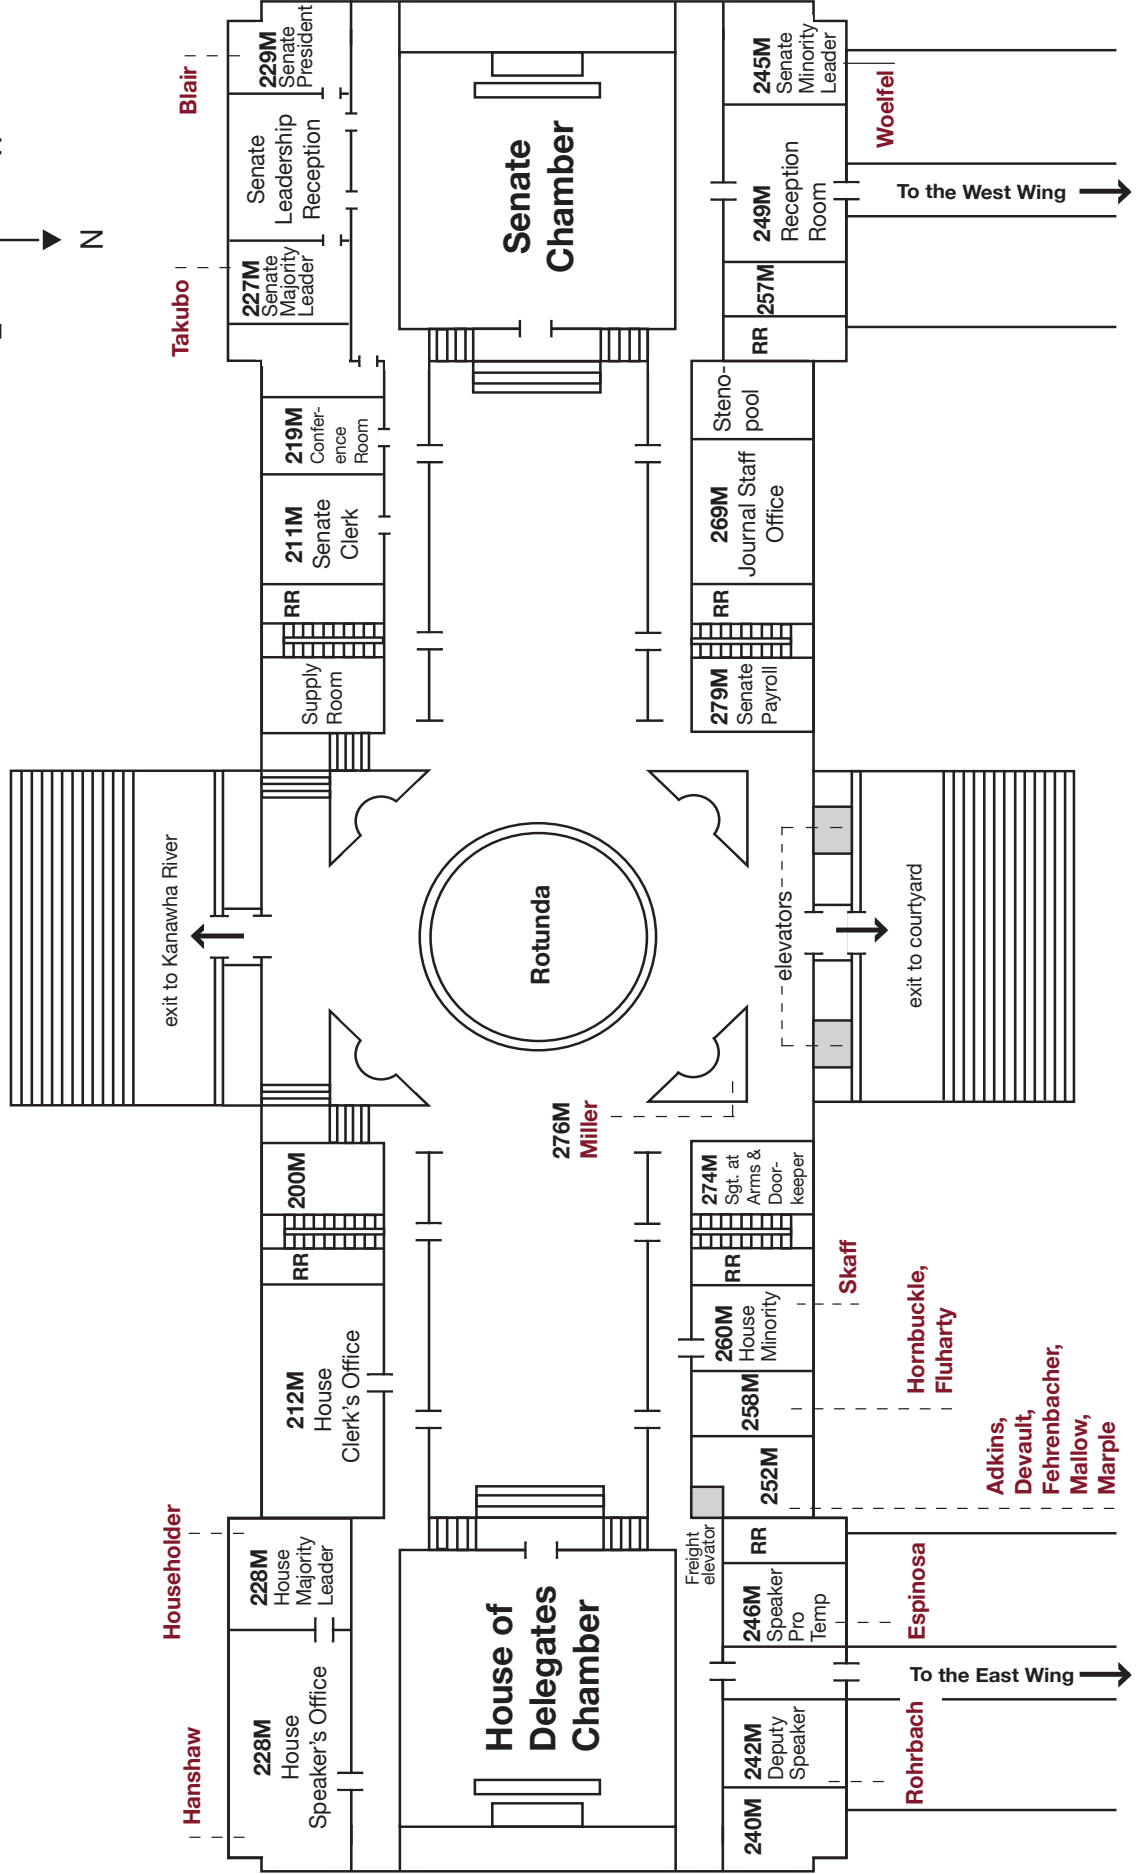 N
Hanshaw
Householder
Takubo
Blair
228M
House
Speaker's Office
228M
House
Majority
Leader
227M
Senate
Majority
Leader
Senate
Leadership
Reception
229M
Senate
President
exit to Kanawha River
212M
House
Clerk's Office
RR
200M
Supply
Room
RR
211M
Senate
Clerk
219M
Confer-
ence
Room
House of
Delegates
Chamber
Rotunda
Senate
Chamber
276M
Miller
Freight
elevator
240M
242M
Deputy
Speaker
246M
Speaker
Pro
Temp
RR
252M
258M
260M
House
Minority
RR
274M
Sgt. at
Arms &
Door-
keeper
elevators
279M
Senate
Payroll
RR
269M
Journal Staff
Office
Steno-
pool
RR
257M
249M
Reception
Room
245M
Senate
Minority
Leader
Skaff
exit to courtyard
Rohrbach
To the East Wing
Espinosa
Hornbuckle,
Fluharty
Adkins,
Devault,
Fehrenbacher,
Mallow,
Marple
To the West Wing
Woelfel